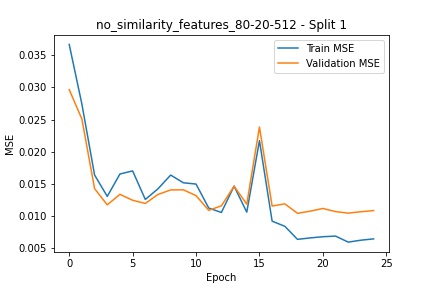 no_similarity_features_80-20-512 - Split 1
Train MSE
Validation MSE
MSE
0.035
0.030
0.025
0.020
0.015
0.010
0.005
0 5 10 15 20 25
Epoch